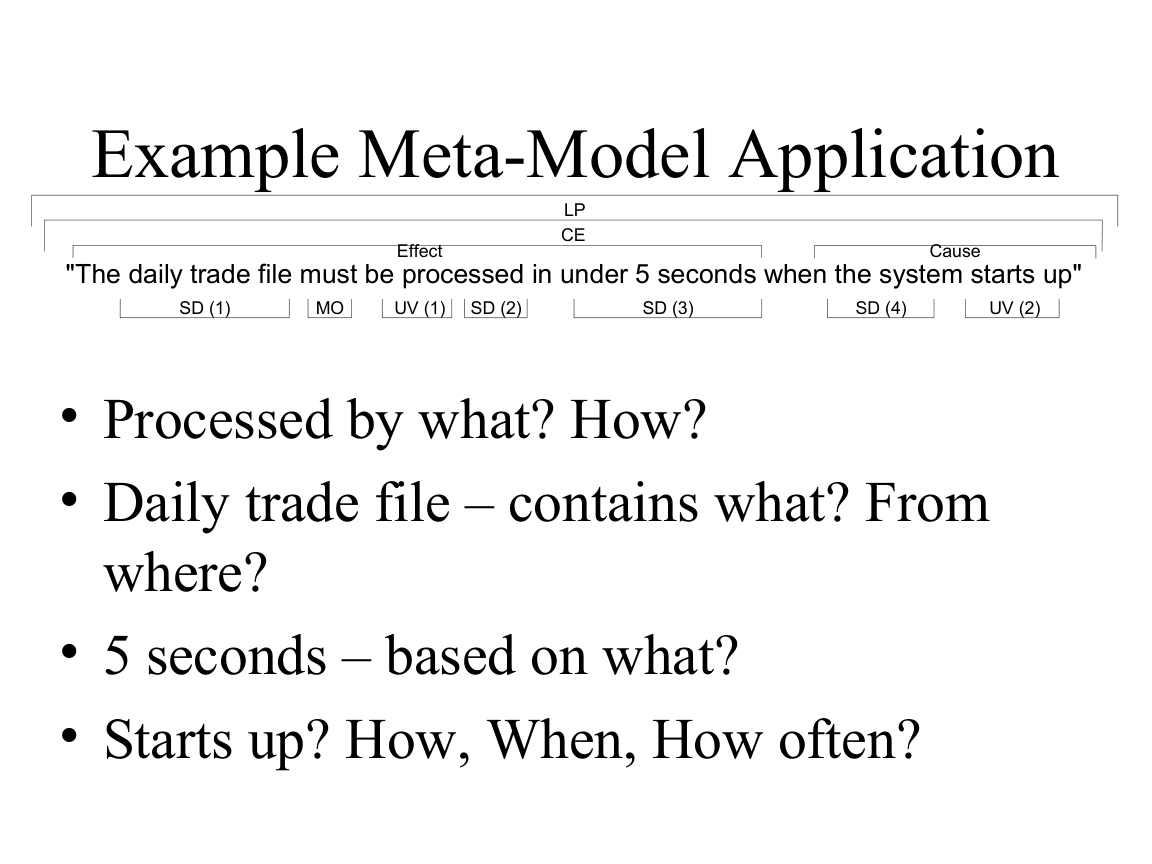 Example Meta-Model Application
LP
CE
Effect Cause
"The daily trade file must be processed in under 5 seconds when the system starts up"
SD (1) MO UV (1) SD (2) SD (3) SD (4) UV (2)
• Processed by what? How?
• Daily trade file – contains what? From
where?
• 5 seconds – based on what?
• Starts up? How, When, How often?